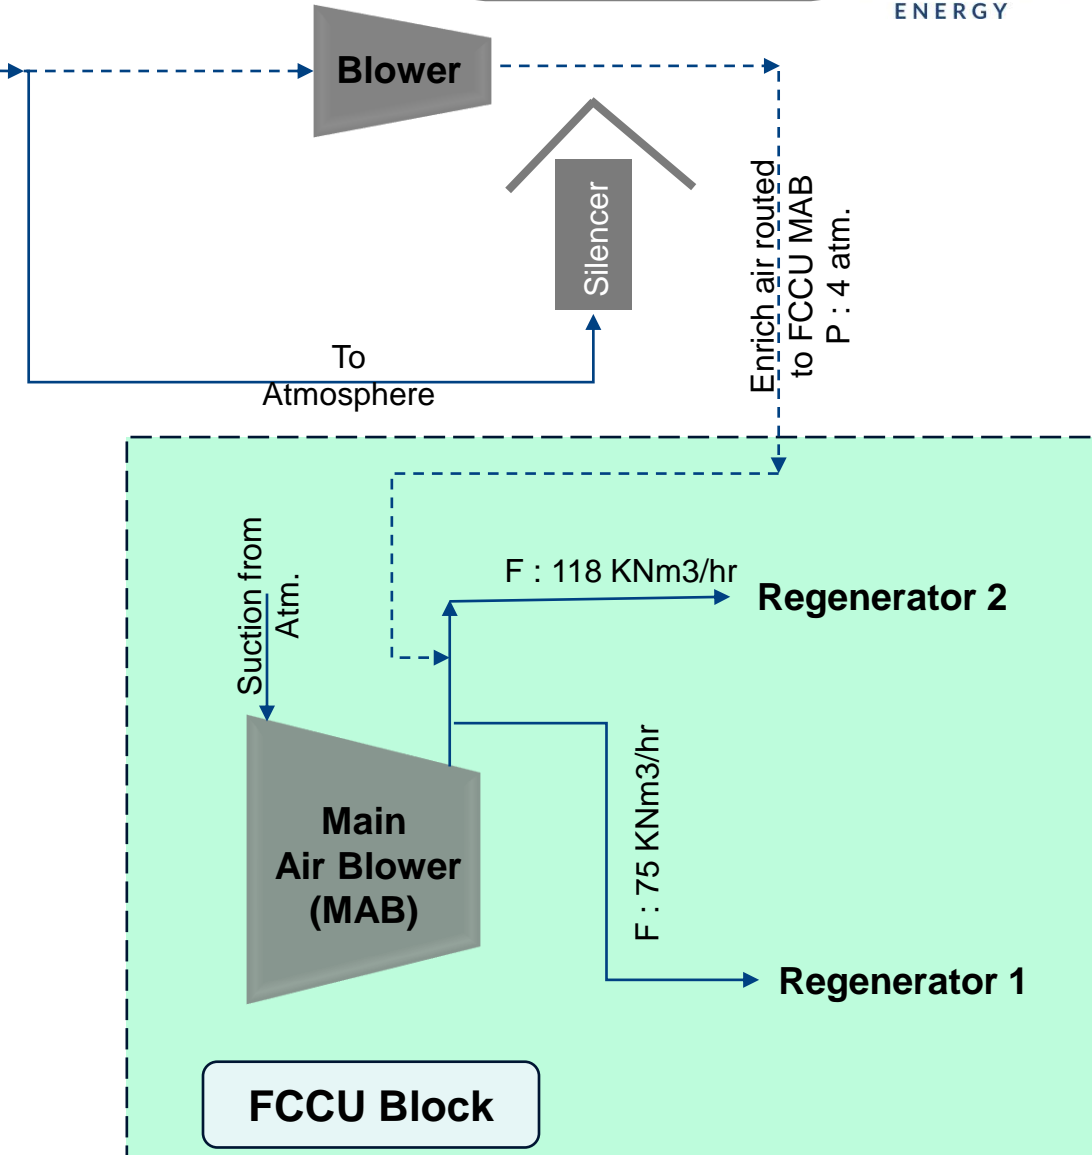 ENERGY
Blower
Silencer
Enrich air routed
to FCCU MAB
P : 4 atm.
To
Atmosphere
Suction from
Atm.
F : 118 KNm3/hr
Regenerator 2
F : 75 KNm3/hr
Main
Air Blower
(MAB)
Regenerator 1
FCCU Block